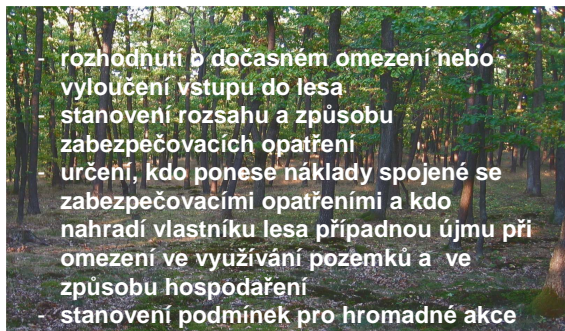 - rozhodnutí o dočasném omezení nebo
vyloučení vstupu do lesa
- stanovení rozsahu a způsobu
zabezpečovacích opatření
- určení, kdo ponese náklady spojené se
zabezpečovacími opatřeními a kdo
nahradí vlastníku lesa případnou újmu při
omezení ve využívání pozemků a  ve
způsobu hospodaření
- stanovení podmínek pro hromadné akce